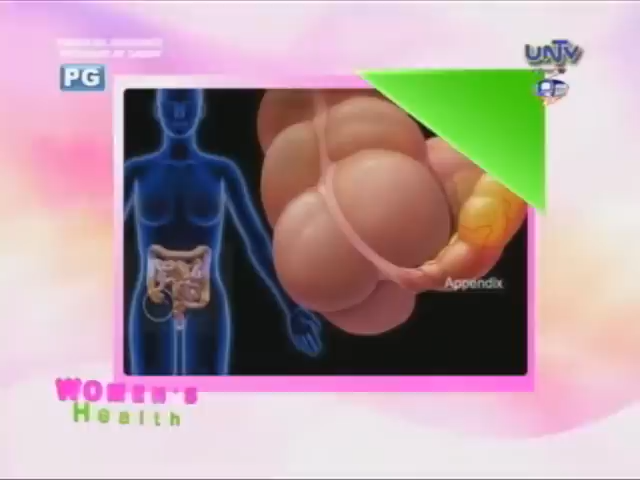 UNTV
PG
Appendix
WOMEN'S
Health